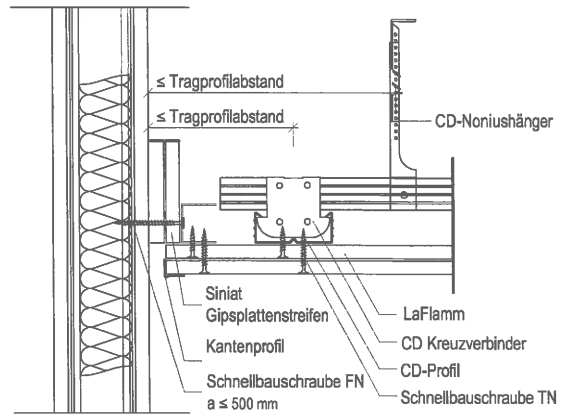 ≤ Tragprofilabstand
≤ Tragprofilabstand
CD-Noniushänger
Siniat
Gipsplattenstreifen
Kantenprofil
Schnellbauschraube FN
a ≤ 500 mm
LaFlamm
CD Kreuzverbinder
CD-Profil
Schnellbauschraube TN